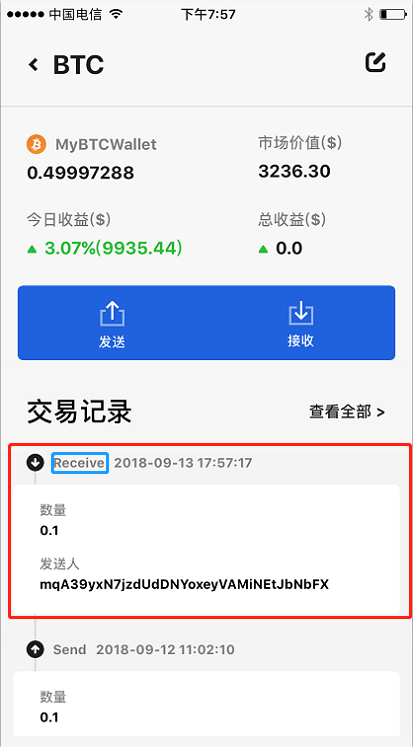 中国电信
下午7:57
BTC
MyBTCWallet
市场价值($)
0.49997288
3236.30
今日收益($)
总收益($)
3.07%(9935.44)
0.0
发送
接收
交易记录
查看全部 >
Receive 2018-09-13 17:57:17
数量
0.1
发送人
mqA39yxN7jzdUdDNYoxeyVAMiNEtJbNbFX
Send 2018-09-12 11:02:10
数量
0.1